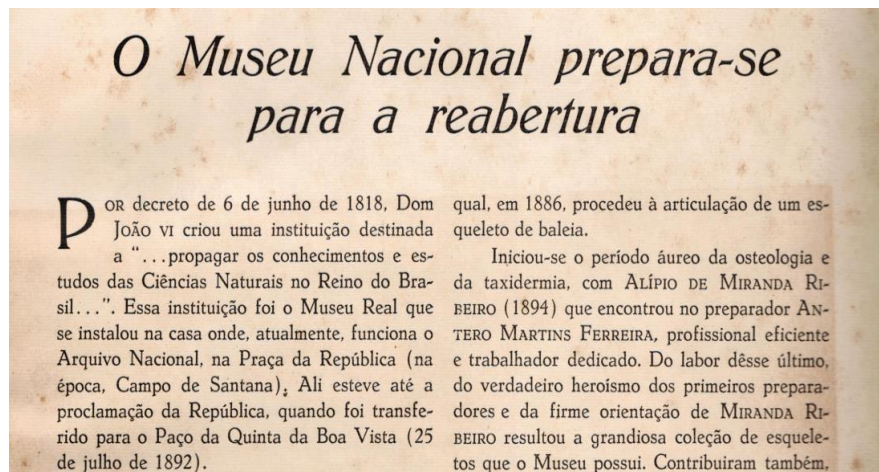 O Museu Nacional prepara-se
para a reabertura
POR decreto de 6 de junho de 1818, Dom
JOÃO VI criou uma instituição destinada
a "...propagar os conhecimentos e es-
tudos das Ciências Naturais no Reino do Bra-
sil...". Essa instituição foi o Museu Real que
se instalou na casa onde, atualmente, funciona o
Arquivo Nacional, na Praça da República (na
época, Campo de Santana). Ali esteve até a
proclamação da República, quando foi transfe-
rido para o Paço da Quinta da Boa Vista (25
de julho de 1892).
qual, em 1886, procedeu à articulação de um es-
queleto de baleia.
Iniciou-se o período áureo da osteologia e
da taxidermia, com ALÍPIO DE MIRANDA RI-
BEIRO (1894) que encontrou no preparador AN-
TERO MARTINS FERREIRA, profissional eficiente
e trabalhador dedicado. Do labor dêsse último,
do verdadeiro heroísmo dos primeiros prepara-
dores e da firme orientação de MIRANDA RI-
BEIRO resultou a grandiosa coleção de esquele-
tos que o Museu possui. Contribuiram também,